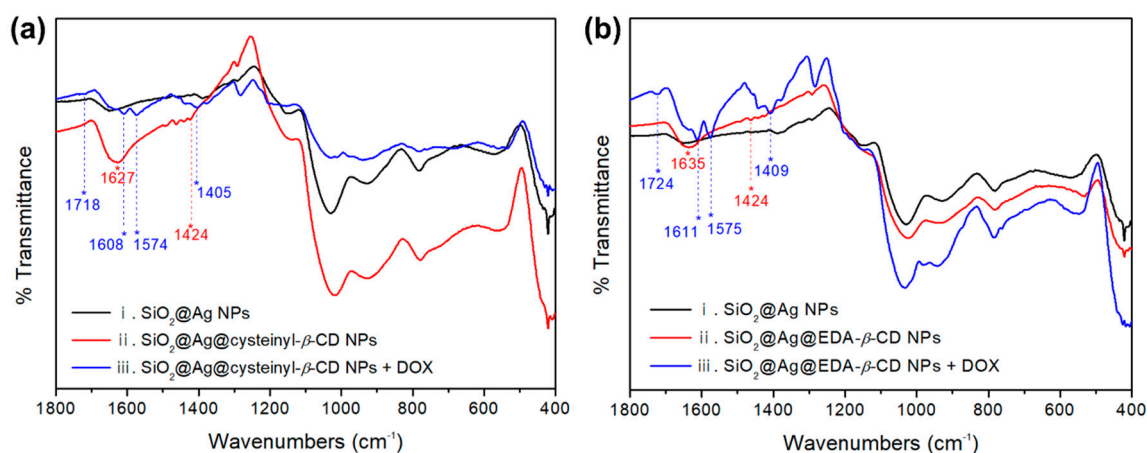 (a)
% Transmittance
1718
1608
1574
1627
1424
1405
i . SiO₂@Ag NPs
ii . SiO₂@Ag@cysteinyl-β-CD NPs
iii . SiO₂@Ag@cysteinyl-β-CD NPs + DOX
1800 1600 1400 1200 1000 800 600 400
Wavenumbers (cm⁻¹)
(b)
% Transmittance
1724
1611
1635
1575
1424
1409
i . SiO₂@Ag NPs
ii . SiO₂@Ag@EDA-β-CD NPs
iii . SiO₂@Ag@EDA-β-CD NPs + DOX
1800 1600 1400 1200 1000 800 600 400
Wavenumbers (cm⁻¹)